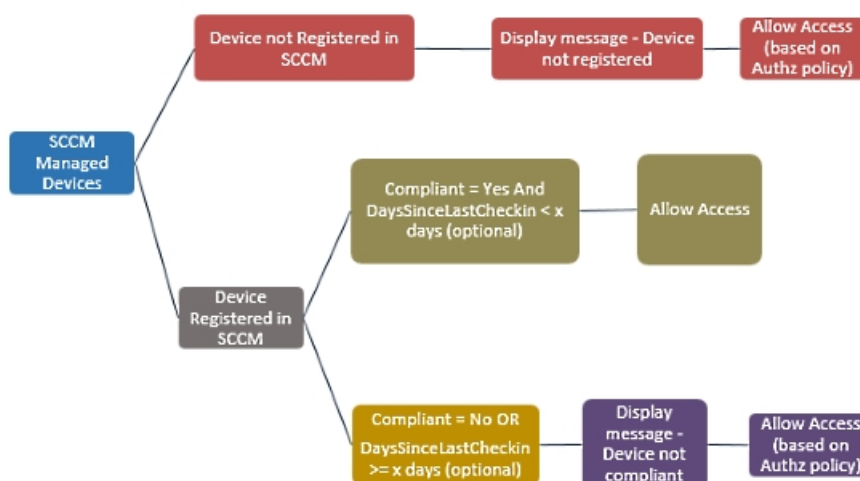 Device not Registered in
SCCM
Display message - Device
not registered
Allow Access
(based on
Authz policy)
SCCM
Managed
Devices
Compliant = Yes And
DaysSinceLastCheckin < x
days (optional)
Allow Access
Device
Registered in
SCCM
Compliant = No OR
DaysSinceLastCheckin
>= x days (optional)
Display
message -
Device not
compliant
Allow Access
(based on
Authz policy)